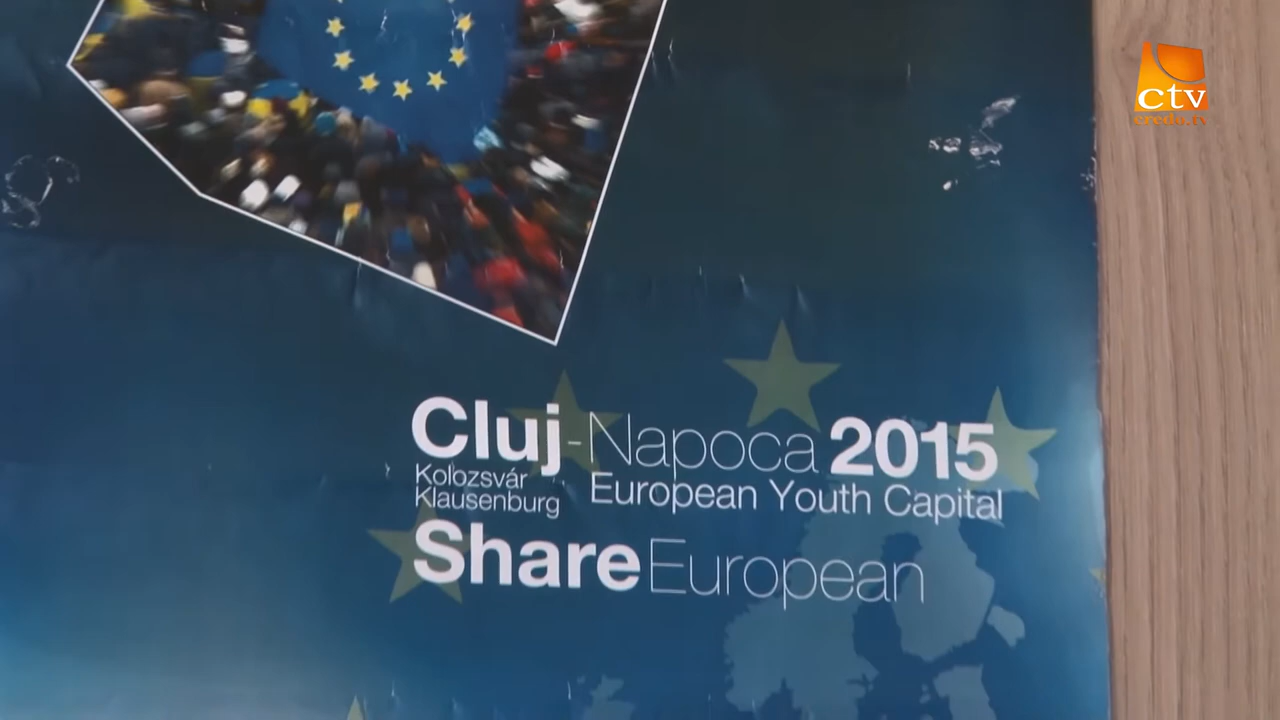 ctv
credo.tv
Cluj-Napoca 2015
Kolozsvár
Klausenburg
European Youth Capital
Share European